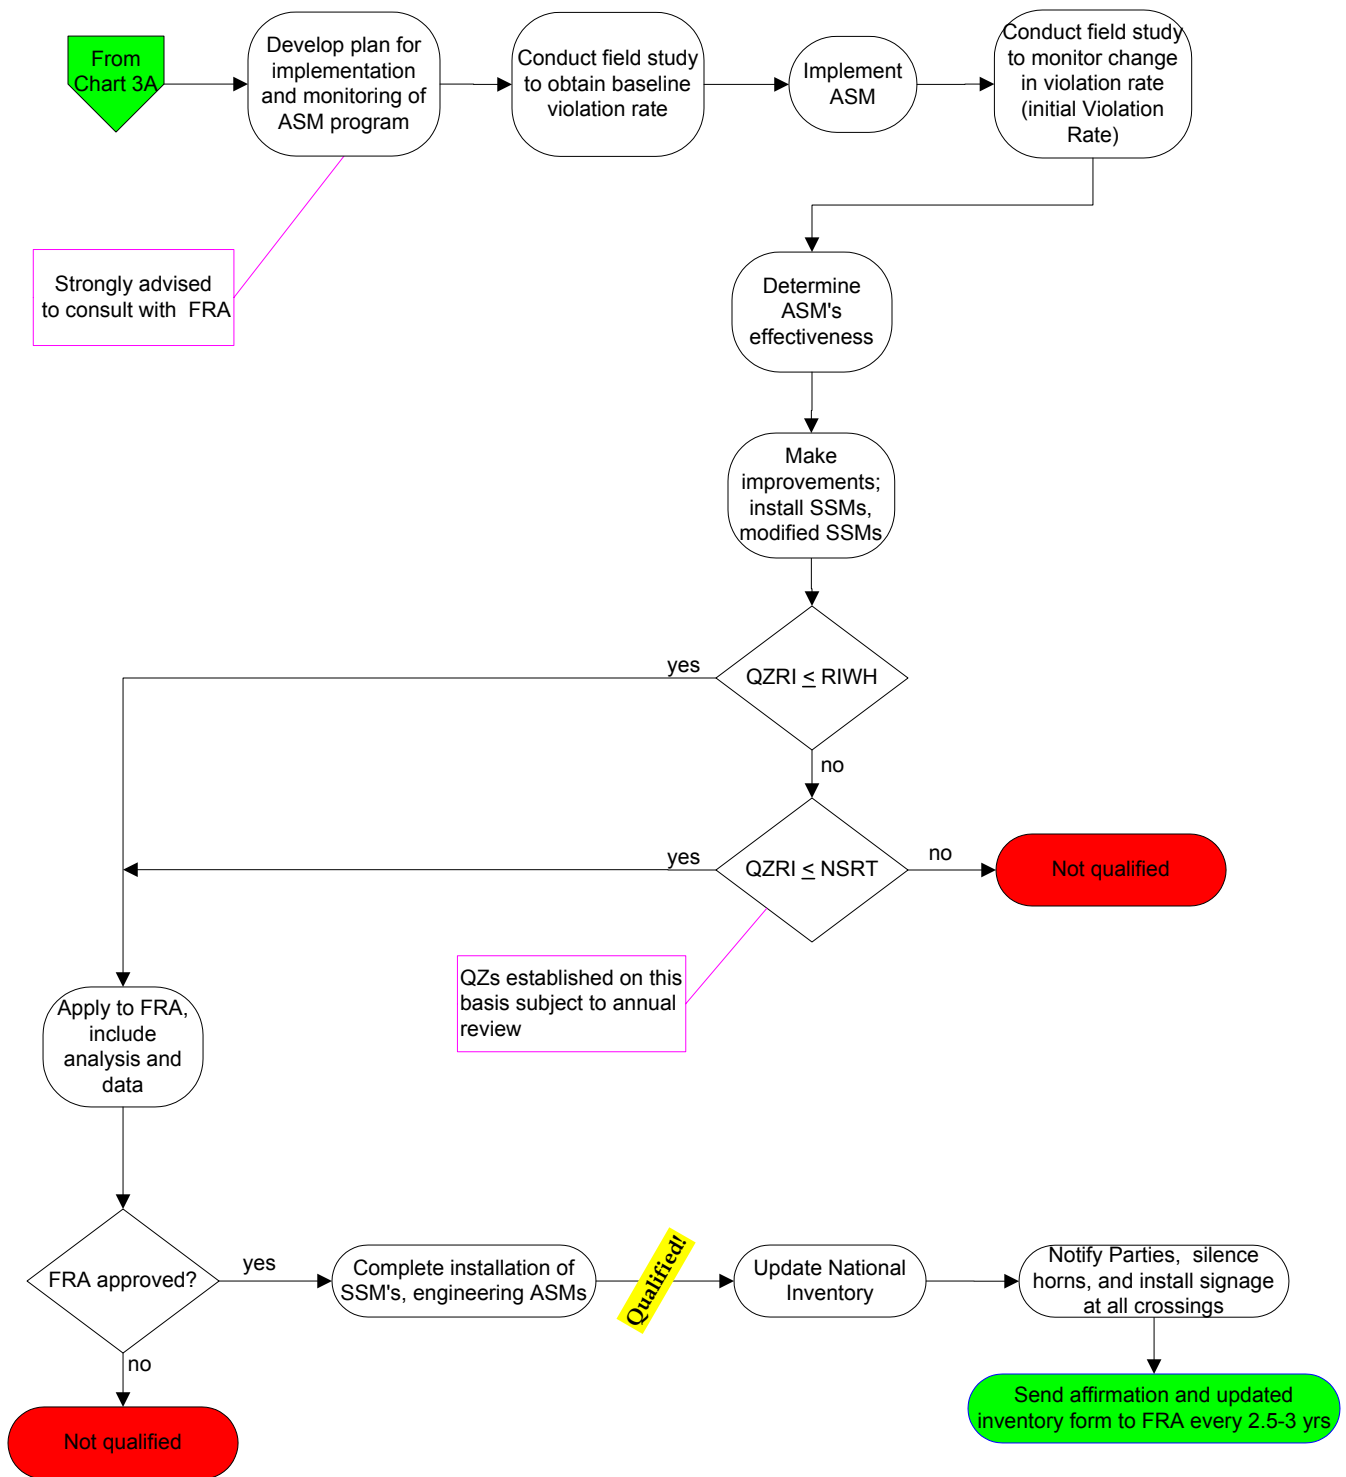 From
Chart 3A
Develop plan for
implementation
and monitoring of
ASM program
Conduct field study
to obtain baseline
violation rate
Implement
ASM
Conduct field study
to monitor change
in violation rate
(initial Violation
Rate)
Strongly advised
to consult with  FRA
Determine
ASM's
effectiveness
Make
improvements;
install SSMs,
modified SSMs
yes
QZRI ≤ RIWH
no
yes
QZRI ≤ NSRT
no
Not qualified
QZs established on this
basis subject to annual
review
Apply to FRA,
include
analysis and
data
FRA approved?
yes
Complete installation of
SSM's, engineering ASMs
Qualified!
Update National
Inventory
Notify Parties,  silence
horns, and install signage
at all crossings
no
Not qualified
Send affirmation and updated
inventory form to FRA every 2.5-3 yrs